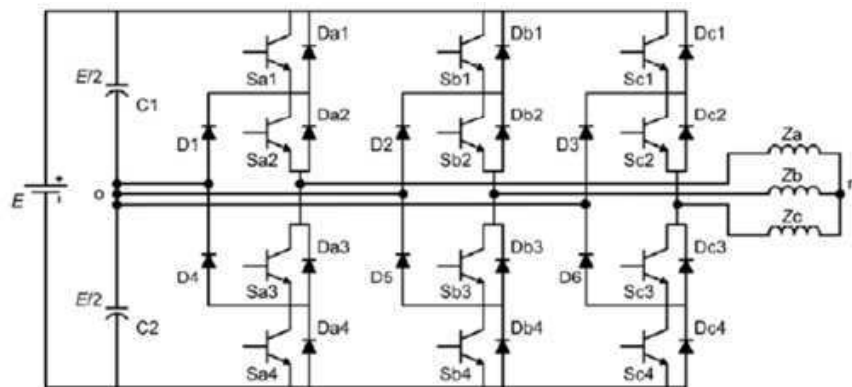 Da1 Db1 Dc1
E/2 Sa1 Sb1 Sc1
C1
D1 Da2 D2 Db2 D3 Dc2
Sa2 Sb2 Sc2 Za
E + o Zb n
Zc
Da3 Db3 Dc3
D4 Sa3 D5 Sb3 D6 Sc3
E/2
C2 Da4 Db4 Dc4
Sa4 Sb4 Sc4